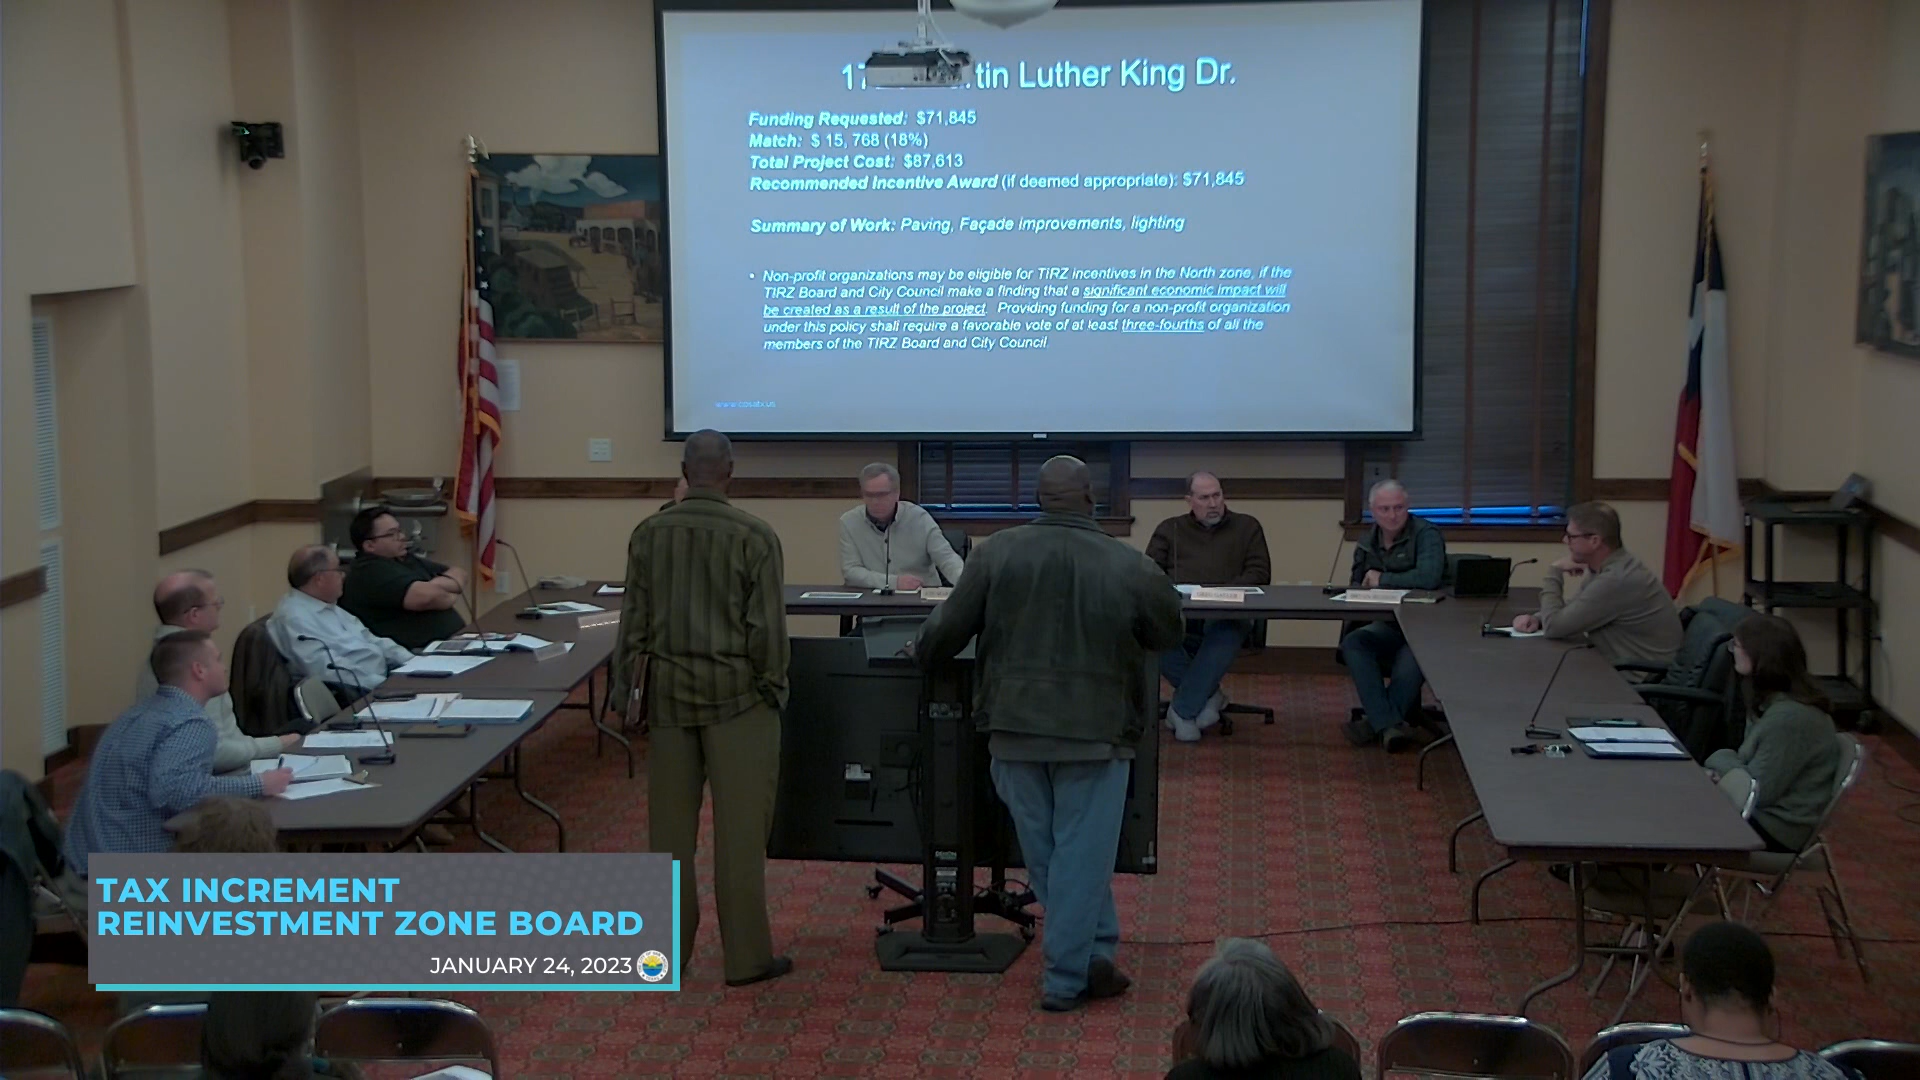 tin Luther King Dr.
Funding Requested: $71,845
Match: $ 15, 768 (18%)
Total Project Cost: $87,613
Recommended Incentive Award (if deemed appropriate): $71,845
Summary of Work: Paving, Façade Improvements, lighting
• Non-profit organizations may be eligible for TIRZ incentives in the North zone, if the
TIRZ Board and City Council make a finding that a significant economic impact will
be created as a result of the project. Providing funding for a non-profit organization
under this policy shall require a favorable vote of at least three-fourths of all the
members of the TIRZ Board and City Council
www.cosatx.us
TAX INCREMENT
REINVESTMENT ZONE BOARD
JANUARY 24, 2023